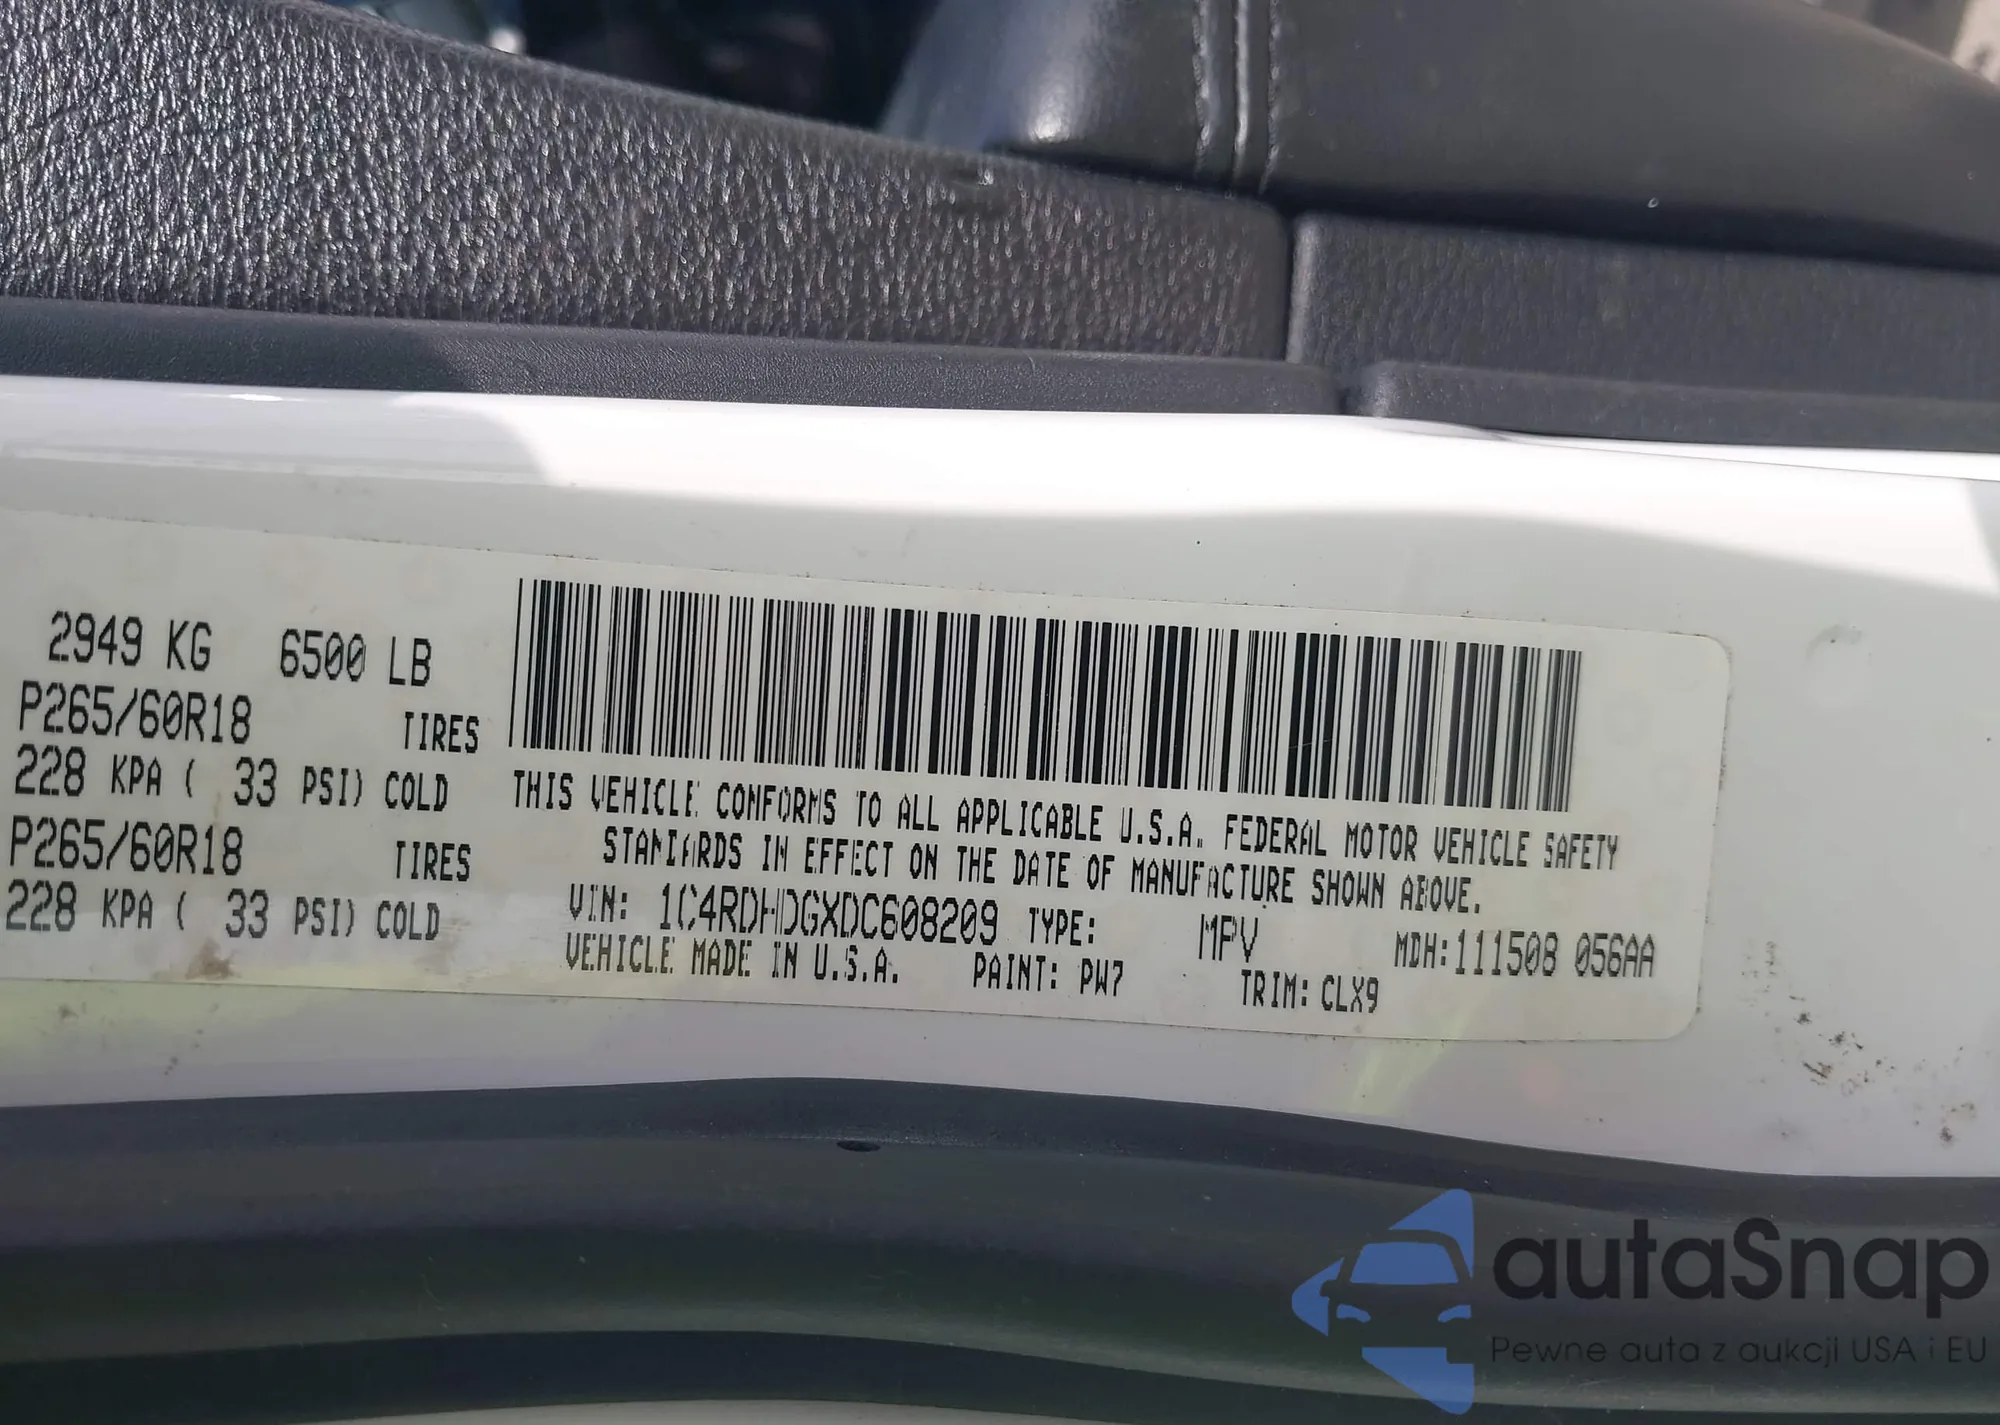 2949 KG 6500 LB
P265/60R18 TIRES
228 KPA ( 33 PSI) COLD
P265/60R18 TIRES
228 KPA ( 33 PSI) COLD
THIS VEHICLE CONFORMS TO ALL APPLICABLE U.S.A. FEDERAL MOTOR VEHICLE SAFETY
STANDARDS IN EFFECT ON THE DATE OF MANUFACTURE SHOWN ABOVE.
VIN: 1C4RDHDGXDC608209 TYPE: MPV MDH:111508 056AA
VEHICLE MADE IN U.S.A. PAINT: PW7 TRIM: CLX9
autaSnap
Pewne auta z aukcji USA i EU